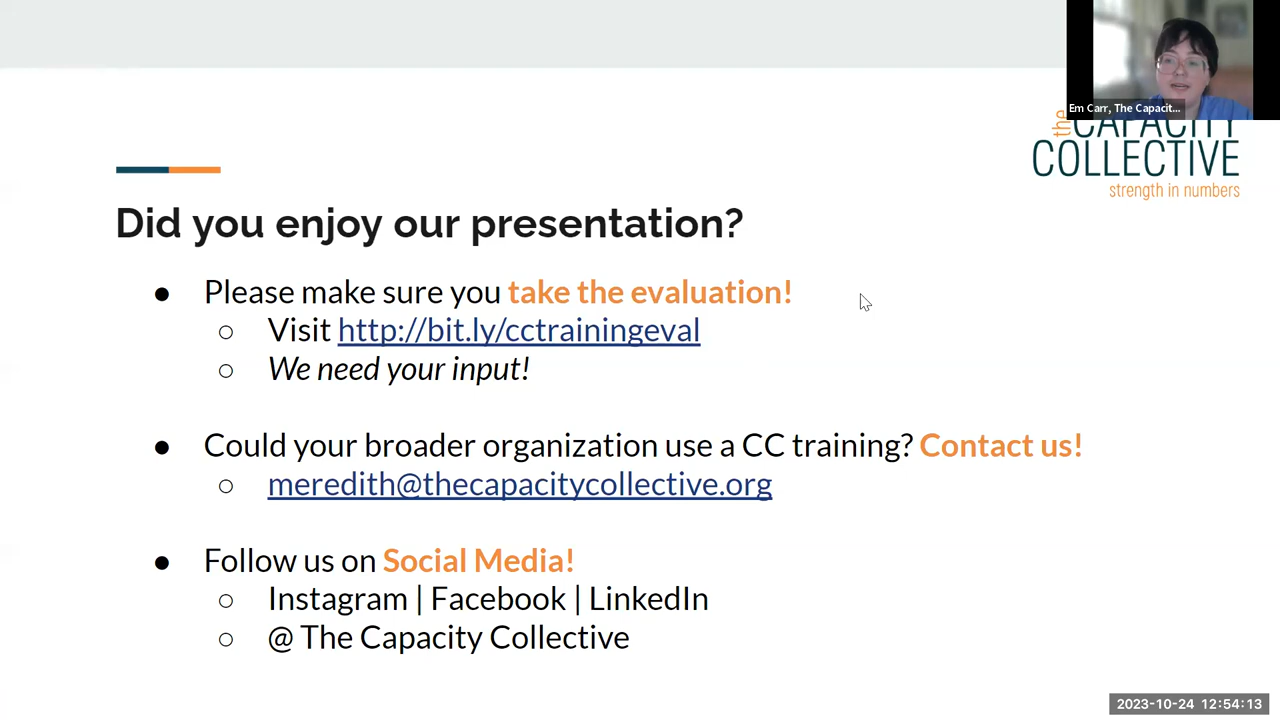 Em Carr, The Capacit...
the CAPACITY
COLLECTIVE
strength in numbers
Did you enjoy our presentation?
● Please make sure you take the evaluation!
○ Visit http://bit.ly/cctrainingeval
○ We need your input!
● Could your broader organization use a CC training? Contact us!
○ meredith@thecapacitycollective.org
● Follow us on Social Media!
○ Instagram | Facebook | LinkedIn
○ @ The Capacity Collective
2023-10-24 12:54:13